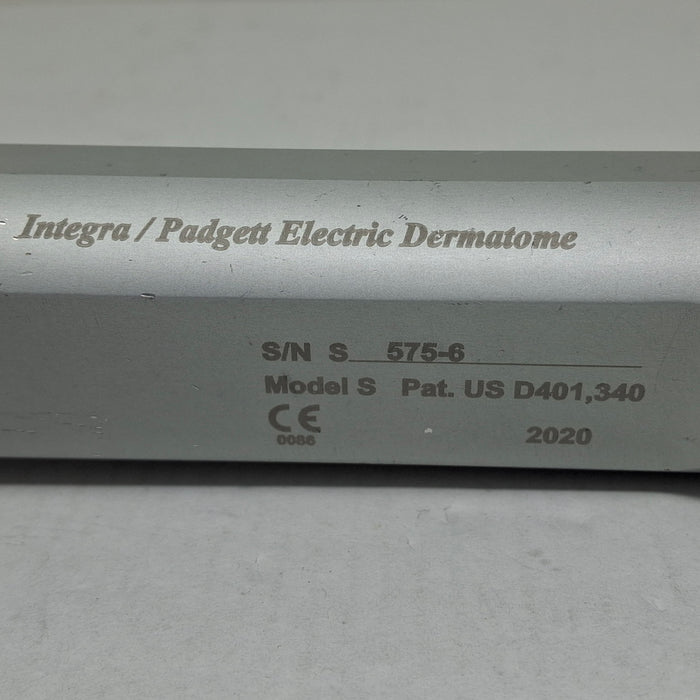 Integra / Padgett Electric Dermatome
S/N S 575-6
Model S Pat. US D401,340
CE
0086
2020